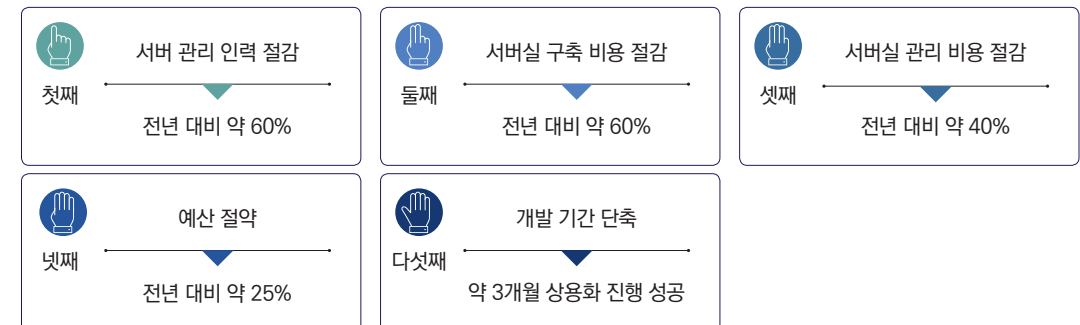 서버 관리 인력 절감
첫째
전년 대비 약 60%
서버실 구축 비용 절감
둘째
전년 대비 약 60%
서버실 관리 비용 절감
셋째
전년 대비 약 40%
예산 절약
넷째
전년 대비 약 25%
개발 기간 단축
다섯째
약 3개월 상용화 진행 성공